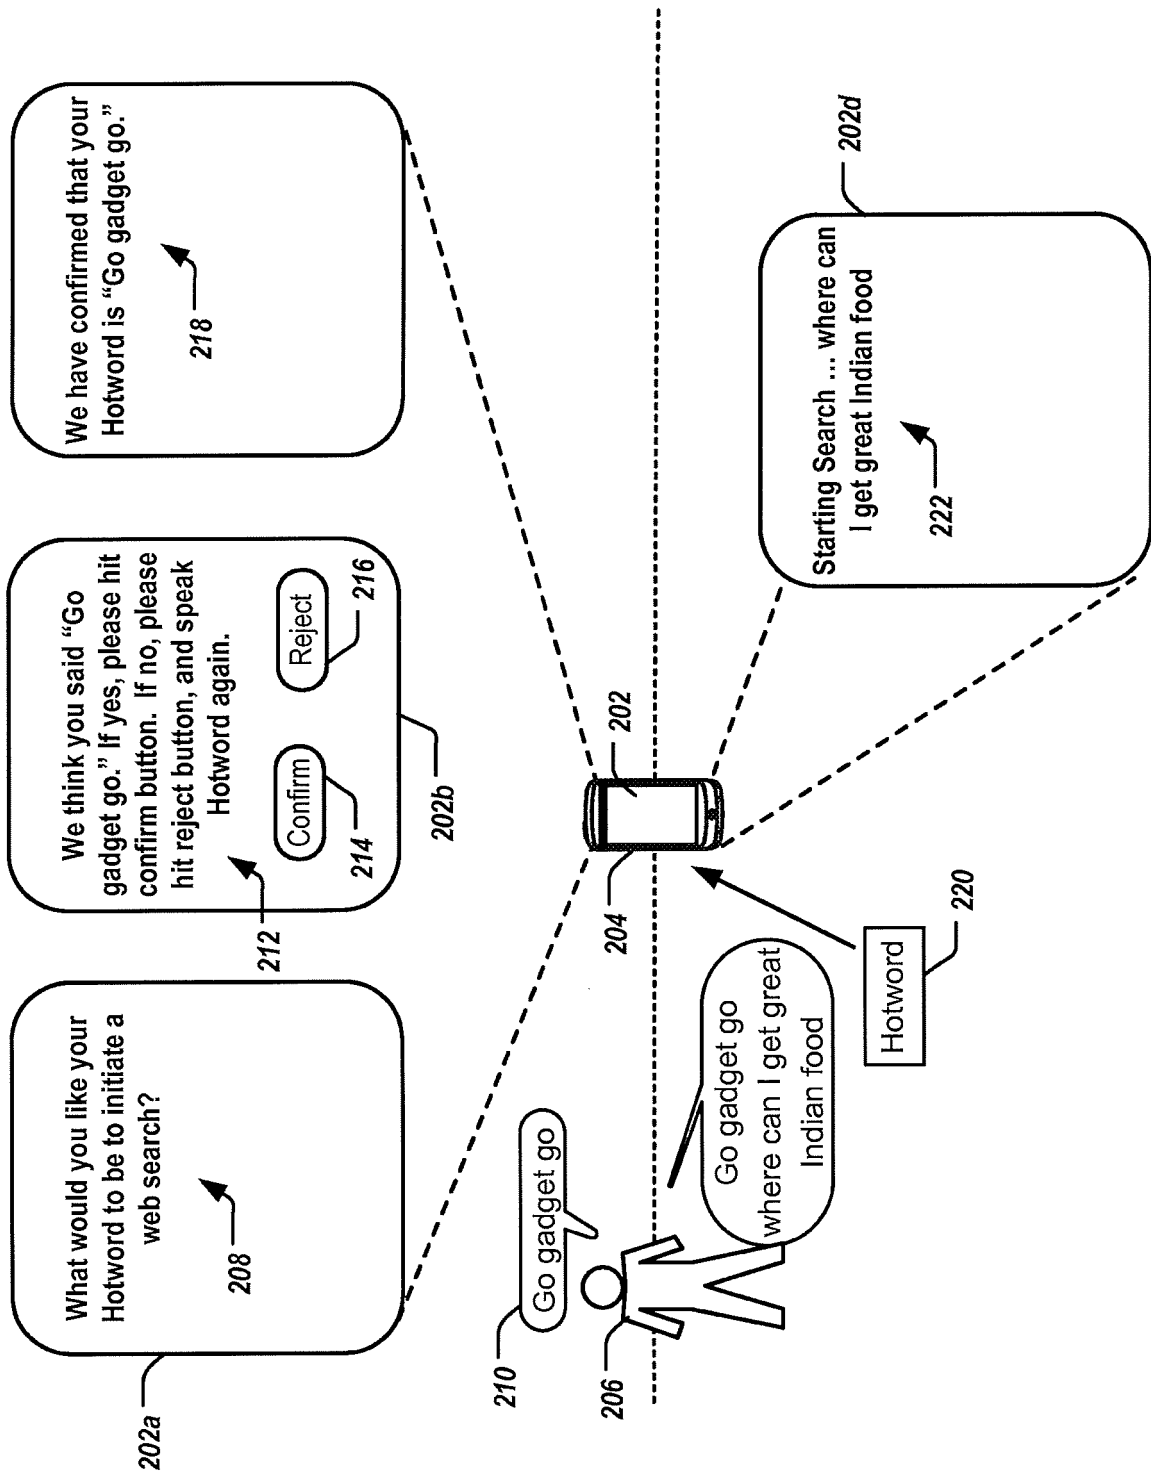 What would you like your
Hotword to be to initiate a
web search?
208
202a
We think you said “Go
gadget go.” If yes, please hit
confirm button. If no, please
hit reject button, and speak
Hotword again.
212
Confirm
Reject
214
216
202b
We have confirmed that your
Hotword is “Go gadget go.”
218
210
Go gadget go
206
204
202
Go gadget go
where can I get great
Indian food
Hotword
220
Starting Search ... where can
I get great Indian food
222
202d